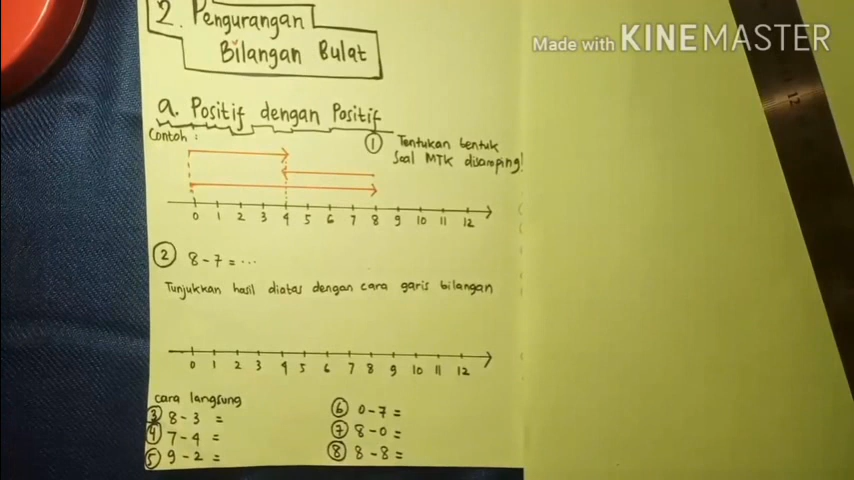 Made with KINEMASTER
2. Pengurangan
Bilangan Bulat
a. Positif dengan Positif
Contoh :
1 Tentukan bentuk
Soal MTK disamping!
0 1 2 3 4 5 6 7 8 9 10 11 12
2 8 - 7 = ...
Tunjukkan hasil diatas dengan cara garis bilangan
0 1 2 3 4 5 6 7 8 9 10 11 12
cara langsung
3 8 - 3 =
4 7 - 4 =
5 9 - 2 =
6 0 - 7 =
7 8 - 0 =
8 8 - 8 =
12